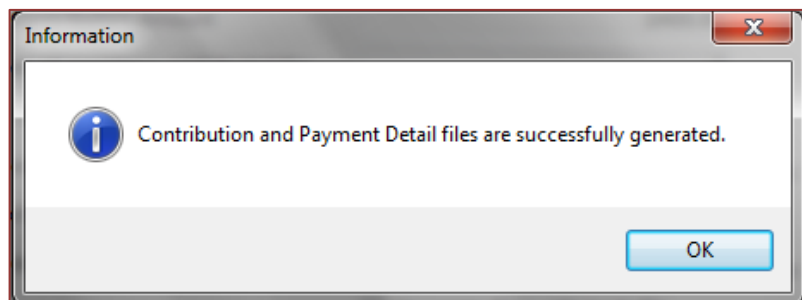 Information
Contribution and Payment Detail files are successfully generated.
OK